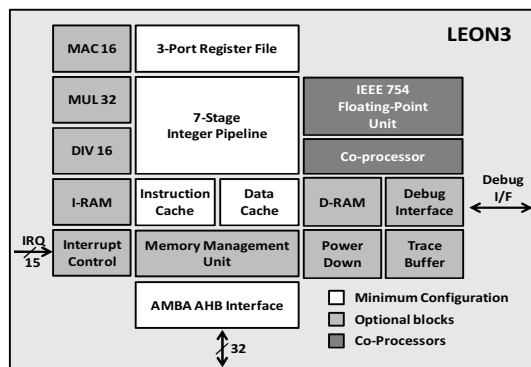 LEON3
MAC 16
3-Port Register File
MUL 32
7-Stage
Integer Pipeline
IEEE 754
Floating-Point
Unit
DIV 16
Co-processor
I-RAM
Instruction
Cache
Data
Cache
D-RAM
Debug
Interface
Debug
I/F
IRQ
15
Interrupt
Control
Memory Management
Unit
Power
Down
Trace
Buffer
AMBA AHB Interface
32
Minimum Configuration
Optional blocks
Co-Processors